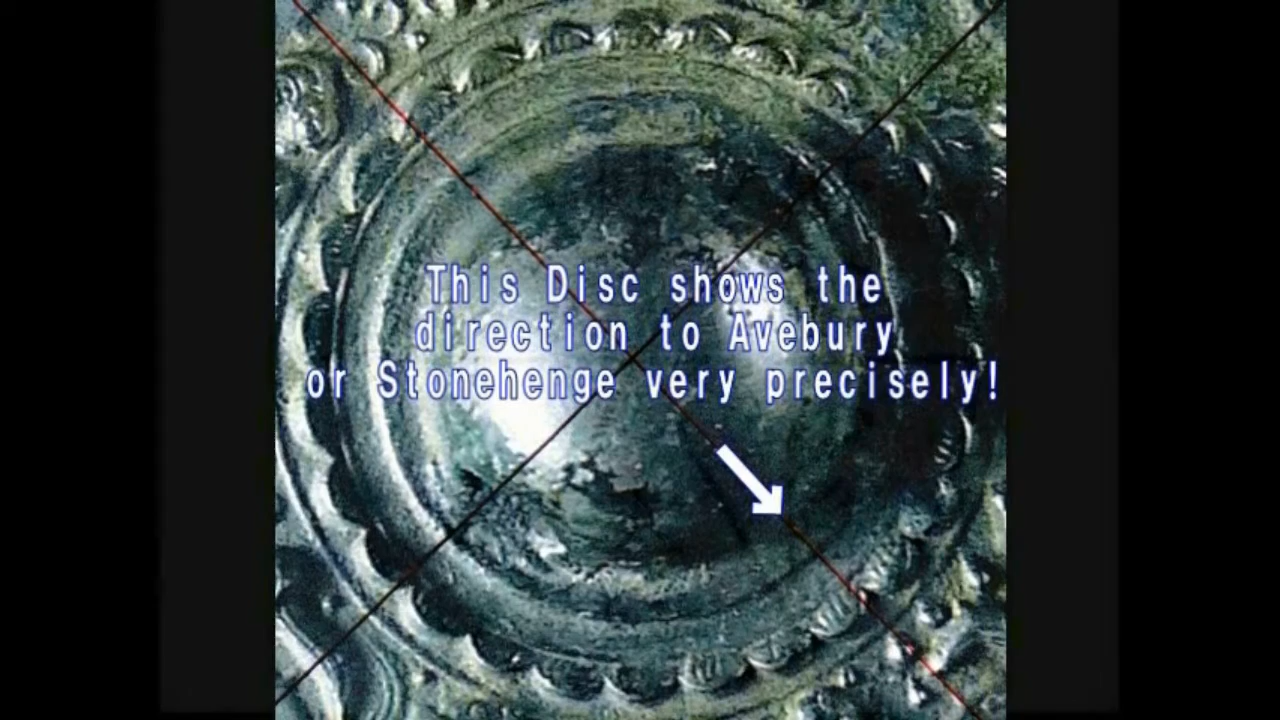 This Disc shows the
direction to Avebury
or Stonehenge very precisely!